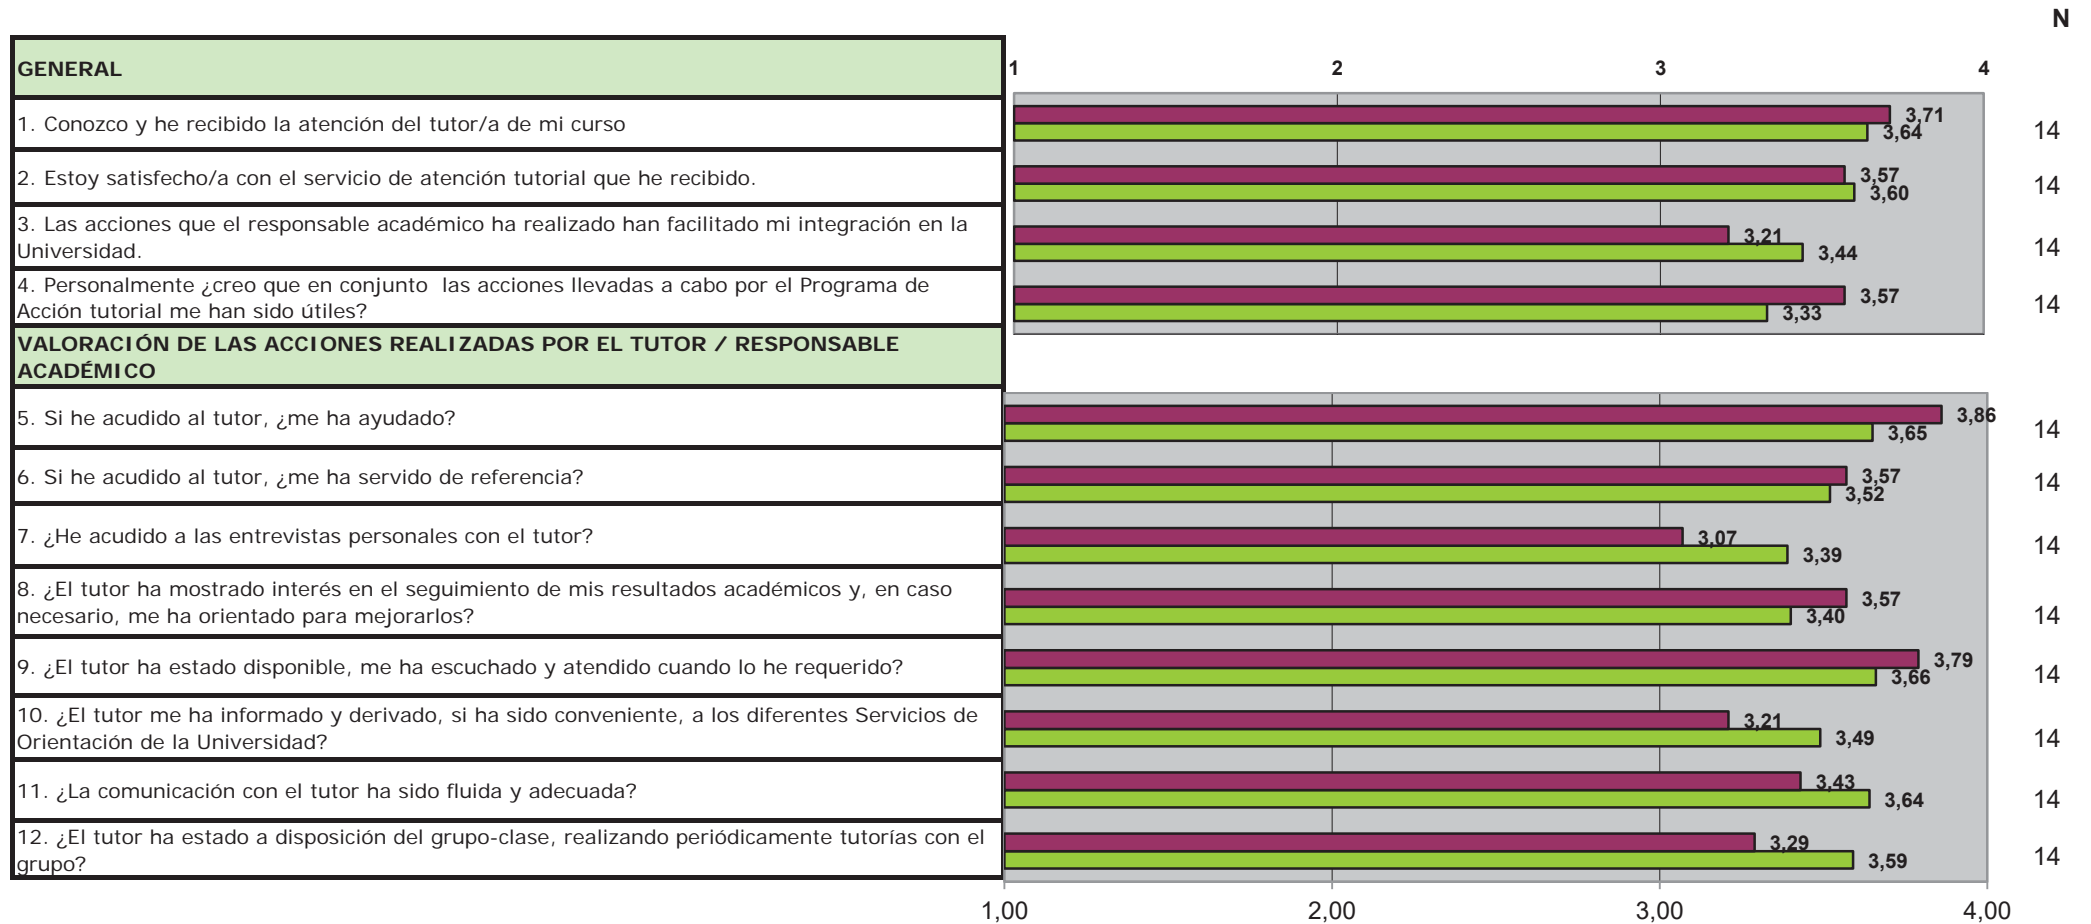 N
GENERAL
1 2 3 4
1. Conozco y he recibido la atención del tutor/a de mi curso
3,71
3,64
14
2. Estoy satisfecho/a con el servicio de atención tutorial que he recibido.
3,57
3,60
14
3. Las acciones que el responsable académico ha realizado han facilitado mi integración en la
Universidad.
3,21
3,44
14
4. Personalmente ¿creo que en conjunto las acciones llevadas a cabo por el Programa de
Acción tutorial me han sido útiles?
3,57
3,33
14
VALORACIÓN DE LAS ACCIONES REALIZADAS POR EL TUTOR / RESPONSABLE
ACADÉMICO
5. Si he acudido al tutor, ¿me ha ayudado?
3,86
3,65
14
6. Si he acudido al tutor, ¿me ha servido de referencia?
3,57
3,52
14
7. ¿He acudido a las entrevistas personales con el tutor?
3,07
3,39
14
8. ¿El tutor ha mostrado interés en el seguimiento de mis resultados académicos y, en caso
necesario, me ha orientado para mejorarlos?
3,57
3,40
14
9. ¿El tutor ha estado disponible, me ha escuchado y atendido cuando lo he requerido?
3,79
3,66
14
10. ¿El tutor me ha informado y derivado, si ha sido conveniente, a los diferentes Servicios de
Orientación de la Universidad?
3,21
3,49
14
11. ¿La comunicación con el tutor ha sido fluida y adecuada?
3,43
3,64
14
12. ¿El tutor ha estado a disposición del grupo-clase, realizando periódicamente tutorías con el
grupo?
3,29
3,59
14
1,00 2,00 3,00 4,00